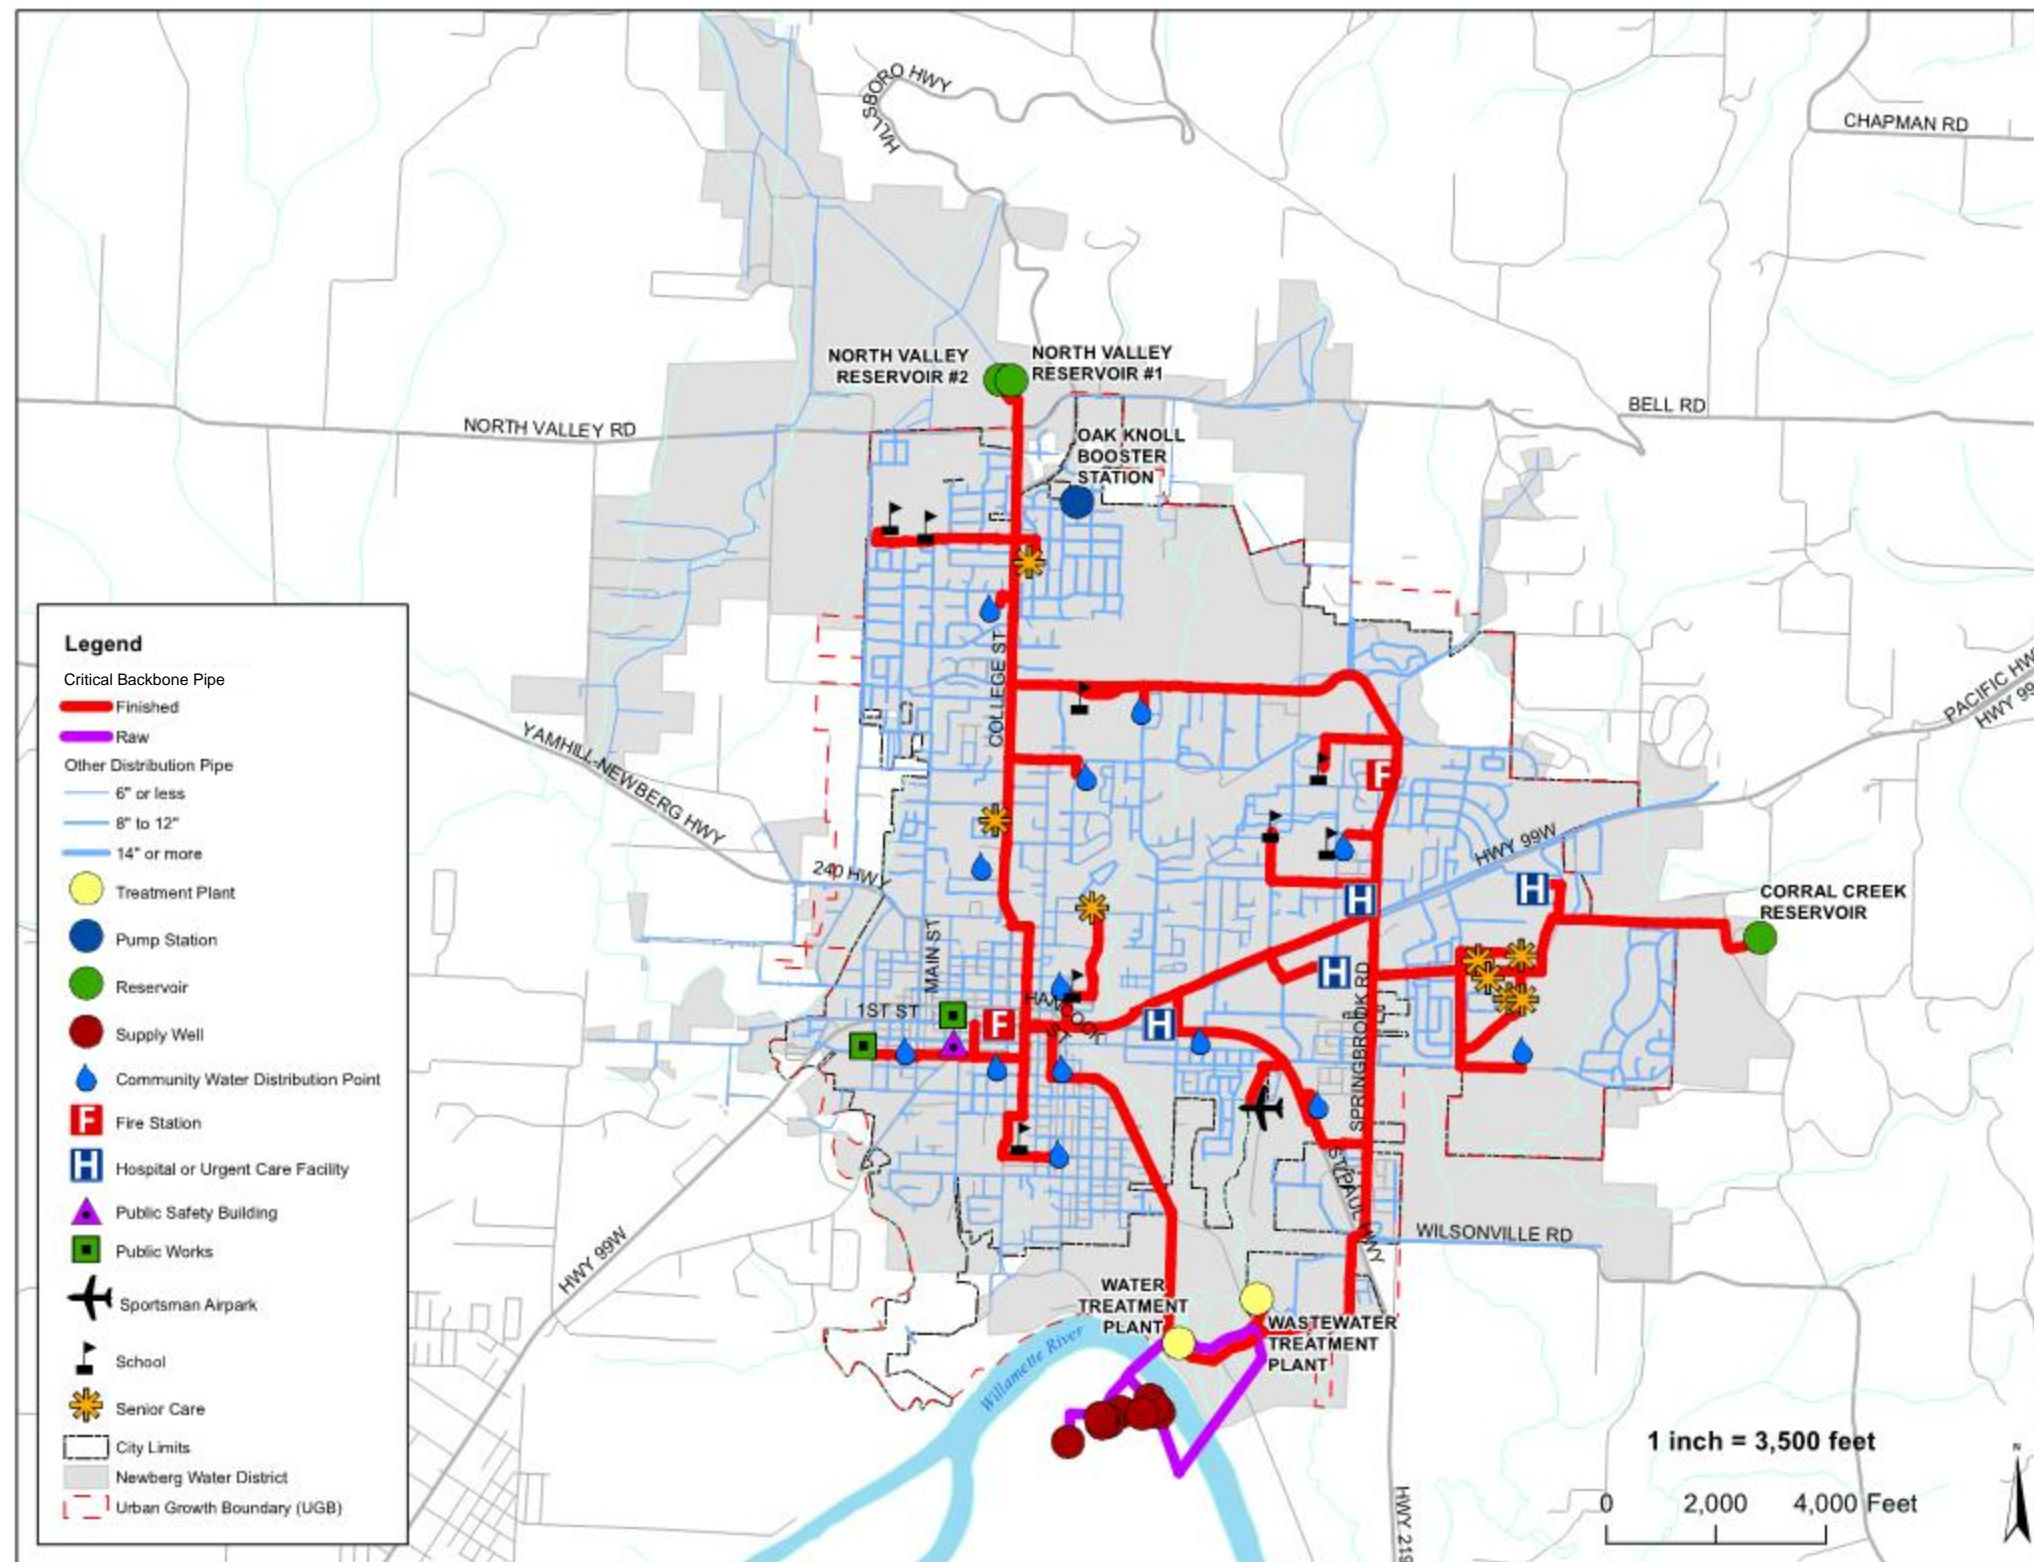 HILLSBORO HWY
CHAPMAN RD
NORTH VALLEY
RESERVOIR #2
NORTH VALLEY
RESERVOIR #1
BELL RD
NORTH VALLEY RD
OAK KNOLL
BOOSTER
STATION
COLLEGE ST
PACIFIC HW
HWY 99
YAMHILL-NEWBERG HWY
240 HWY
HWY 99W
CORRAL CREEK
RESERVOIR
MAIN ST
1ST ST
HANCOCK
ST
SPRINGBROOK RD
ST PAUL HWY
WILSONVILLE RD
HWY 99W
WATER
TREATMENT
PLANT
WASTEWATER
TREATMENT
PLANT
Willamette River
HWY 219
F
F
H
H
H
H
Legend
Critical Backbone Pipe
Finished
Raw
Other Distribution Pipe
6" or less
8" to 12"
14" or more
Treatment Plant
Pump Station
Reservoir
Supply Well
Community Water Distribution Point
F Fire Station
H Hospital or Urgent Care Facility
Public Safety Building
Public Works
Sportsman Airpark
School
Senior Care
City Limits
Newberg Water District
Urban Growth Boundary (UGB)
1 inch = 3,500 feet
0 2,000 4,000 Feet
N